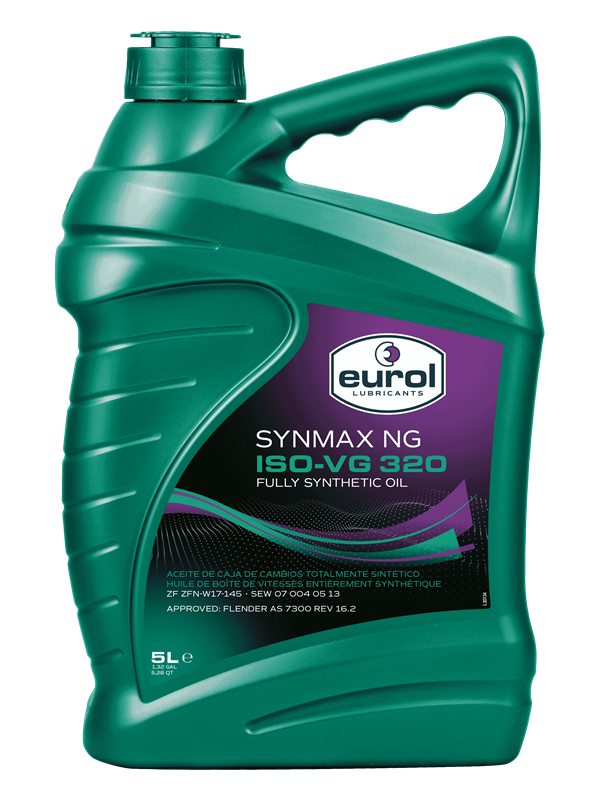 eurol
LUBRICANTS
SYNMAX NG
ISO-VG 320
FULLY SYNTHETIC OIL
ACEITE DE CAJA DE CAMBIOS TOTALMENTE SINTÉTICO
HUILE DE BOÎTE DE VITESSES ENTIÈREMENT SYNTHÉTIQUE
ZF ZFN-W17-145 • SEW 07 004 05 13
APPROVED: FLENDER AS 7300 REV 16.2
5L e
1,32 GAL
5,28 QT